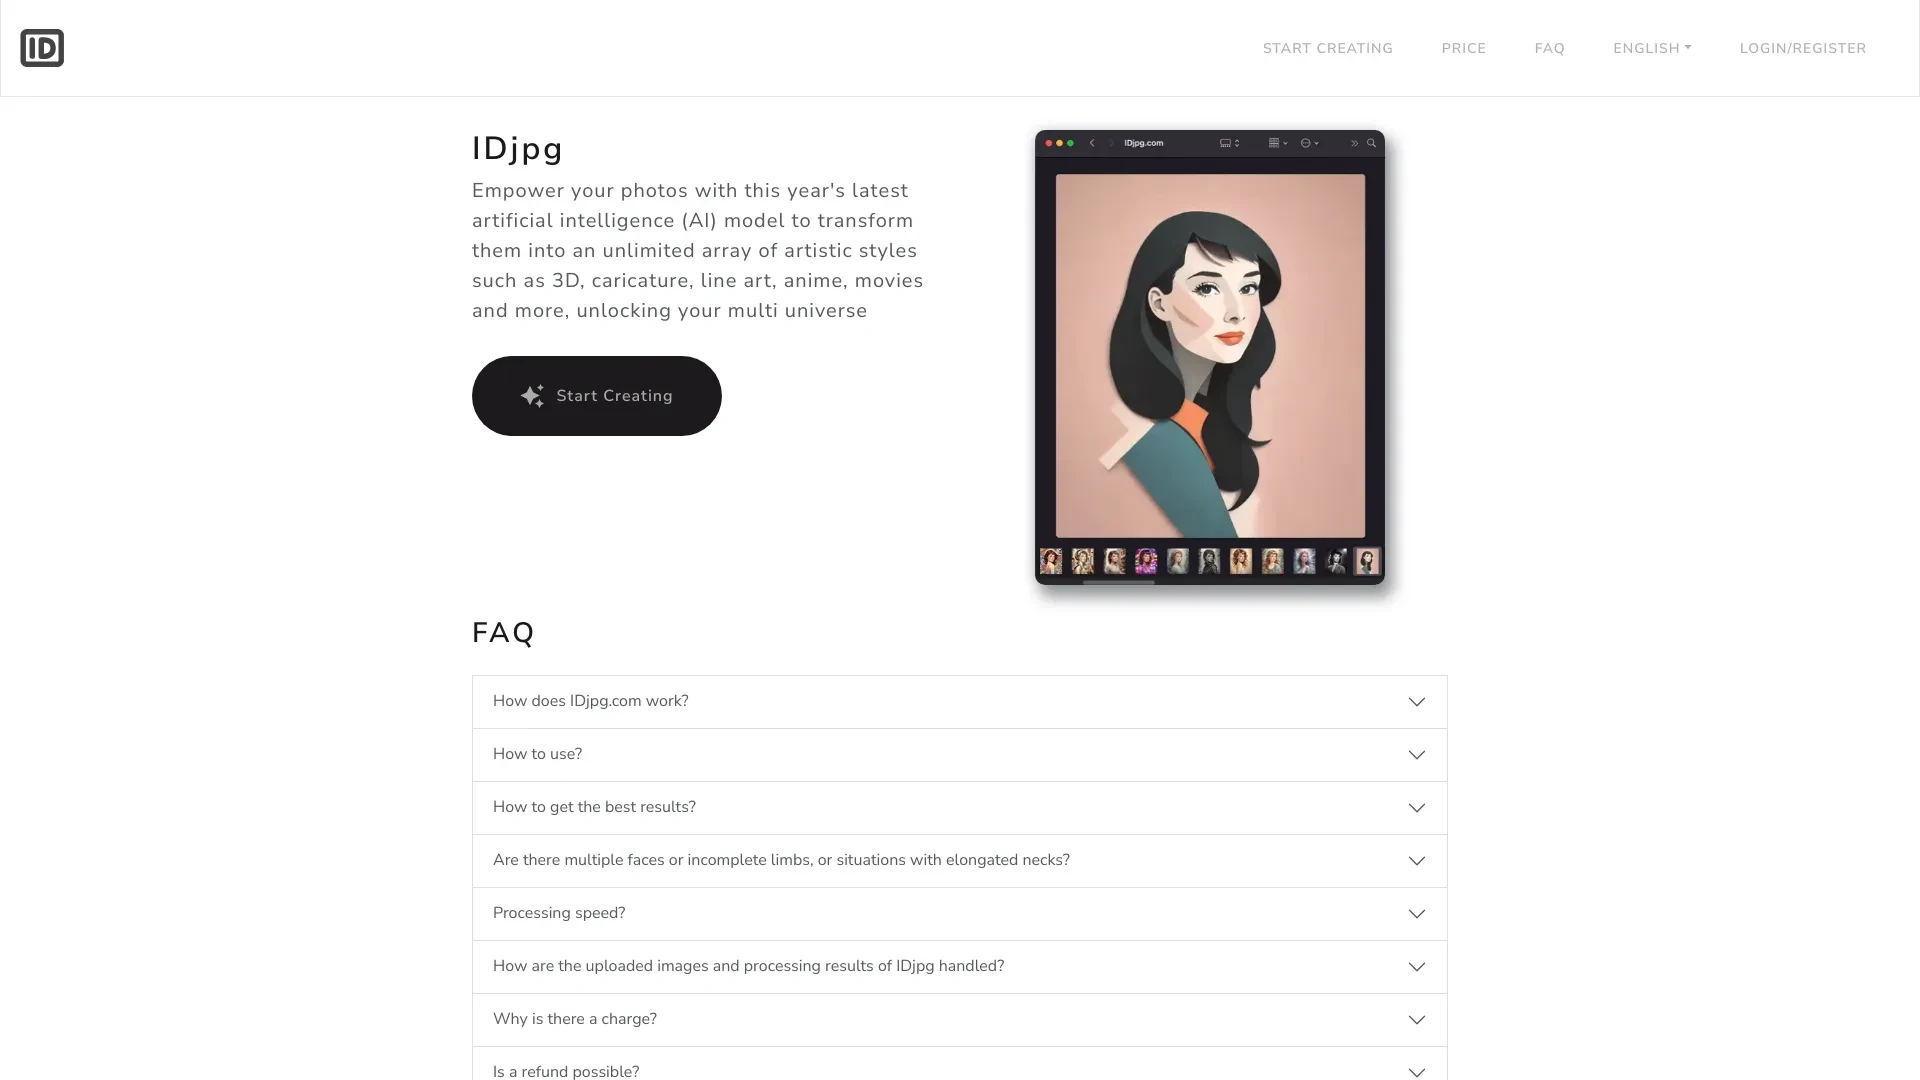 ID
START CREATING
PRICE
FAQ
ENGLISH
LOGIN/REGISTER
IDjpg
Empower your photos with this year's latest
artificial intelligence (AI) model to transform
them into an unlimited array of artistic styles
such as 3D, caricature, line art, anime, movies
and more, unlocking your multi universe
Start Creating
IDjpg.com
FAQ
How does IDjpg.com work?
How to use?
How to get the best results?
Are there multiple faces or incomplete limbs, or situations with elongated necks?
Processing speed?
How are the uploaded images and processing results of IDjpg handled?
Why is there a charge?
Is a refund possible?